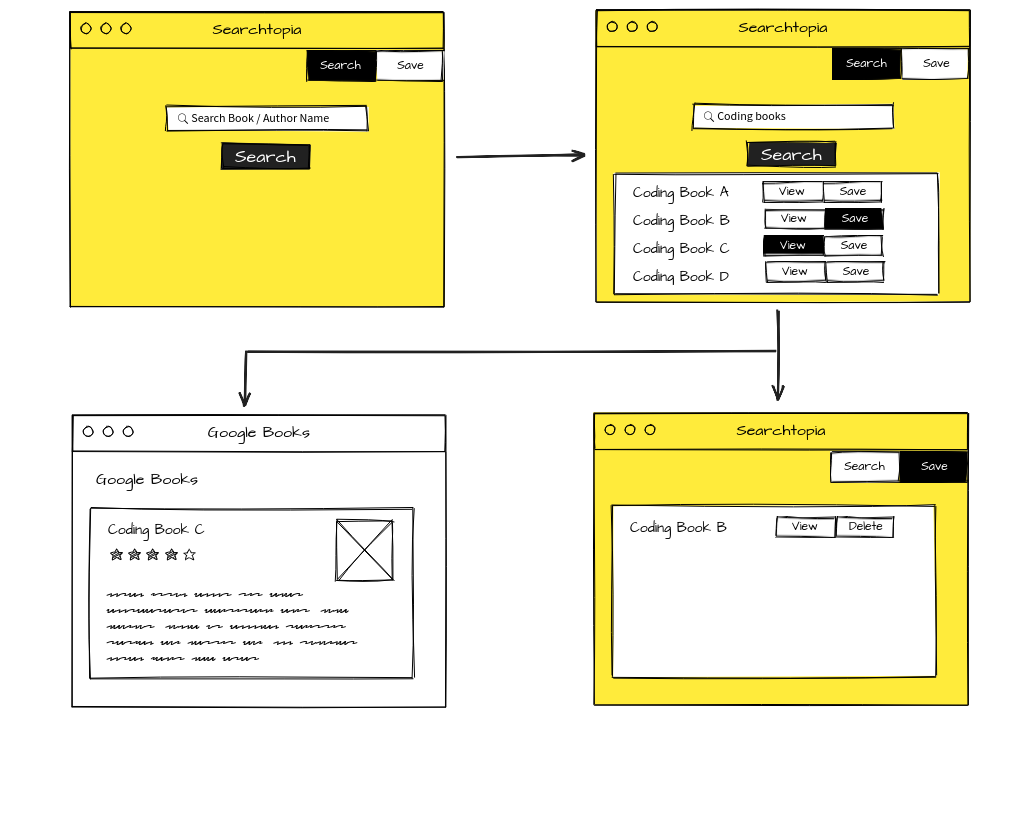 Searchtopia
Search Save
Search Book / Author Name
Search
Searchtopia
Search Save
Coding books
Search
Coding Book A View Save
Coding Book B View Save
Coding Book C View Save
Coding Book D View Save
Google Books
Google Books
Coding Book C
Searchtopia
Search Save
Coding Book B View Delete